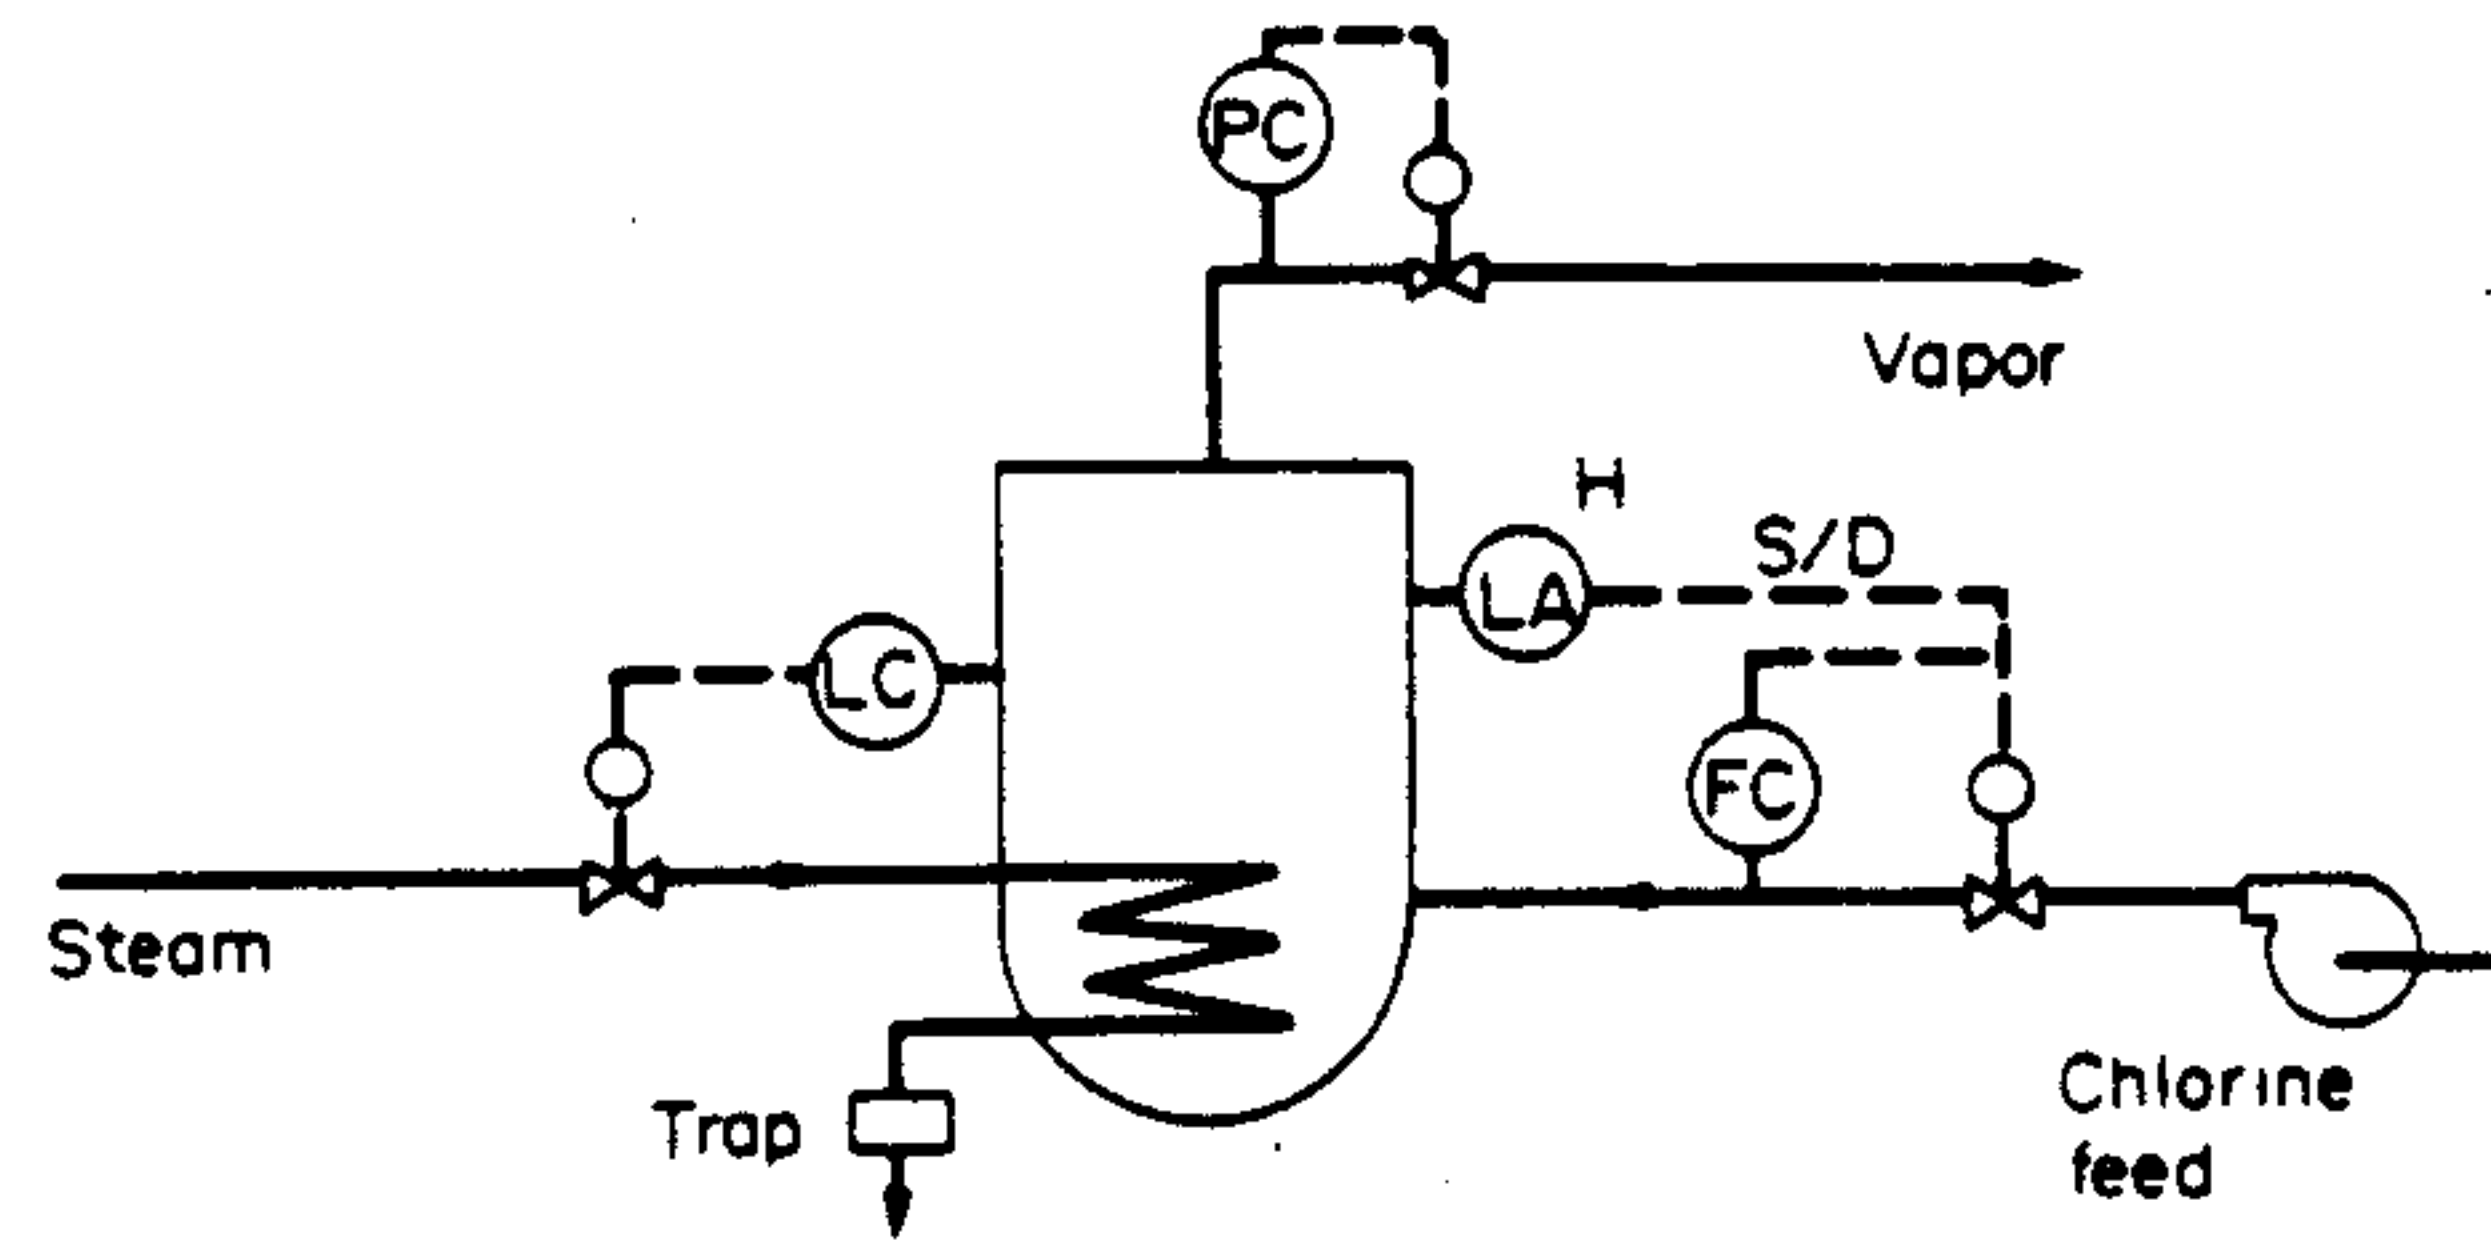 PC
Vapor
H
S/D
LA
LC
FC
Steam
Trap
Chlorine
feed